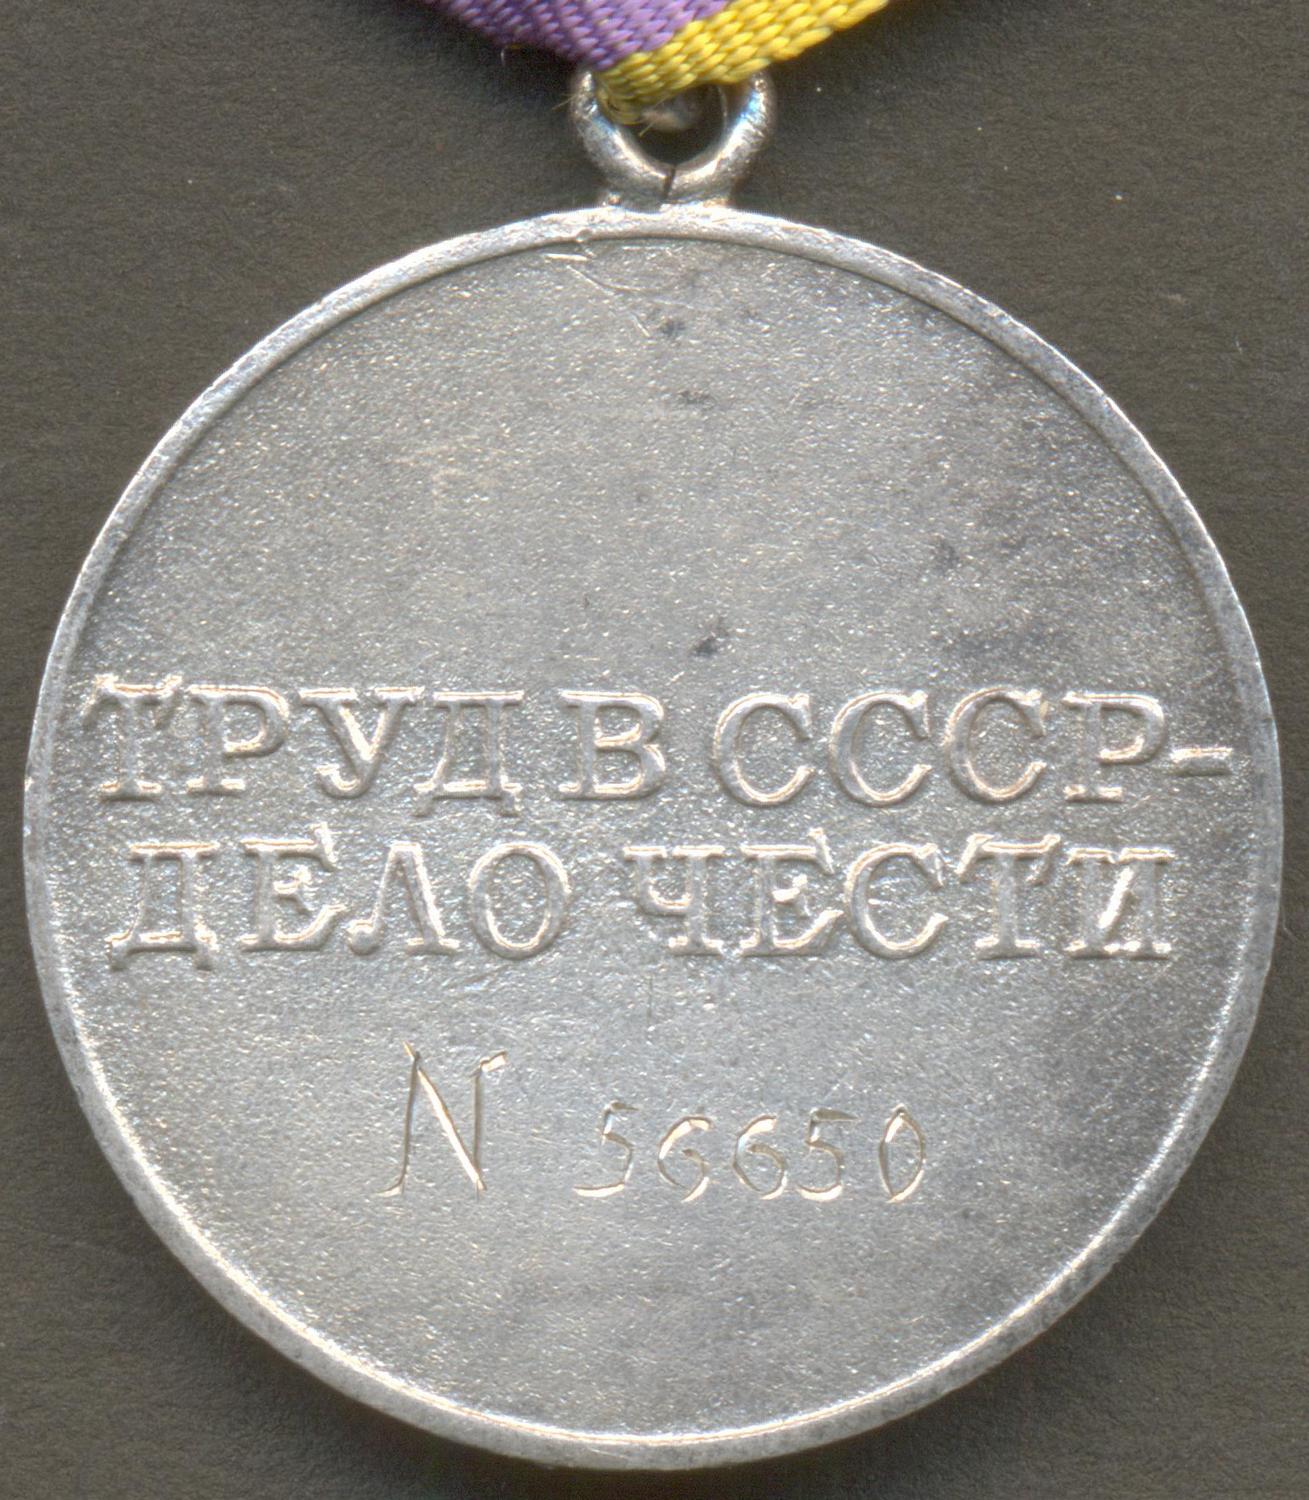 ТРУД В СССР-
ДЕЛО ЧЕСТИ
N 56650